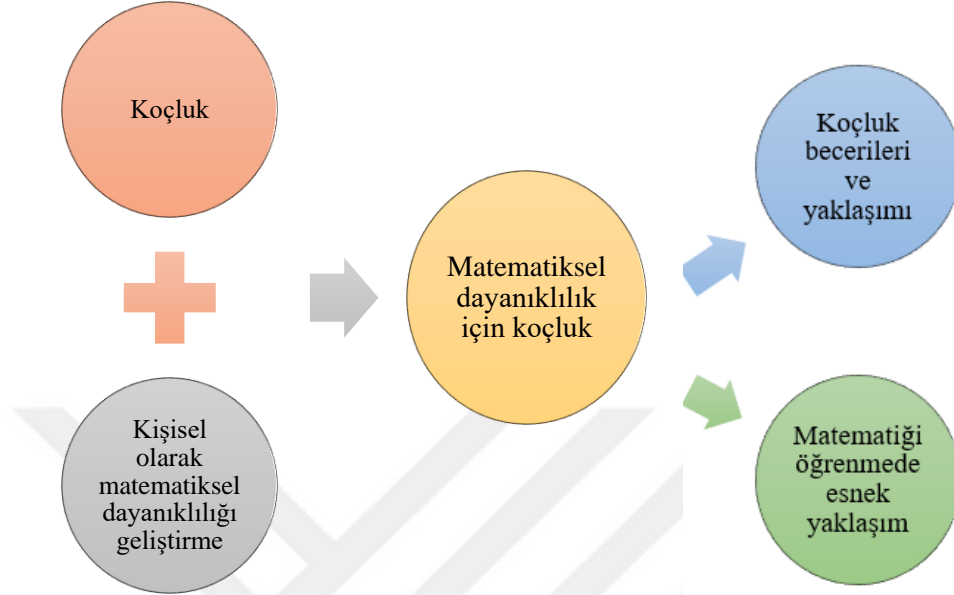 Koçluk
Kişisel
olarak
matematiksel
dayanıklılığı
geliştirme
Matematiksel
dayanıklılık
için koçluk
Koçluk
becerileri
ve
yaklaşımı
Matematiği
öğrenmede
esnek
yaklaşım